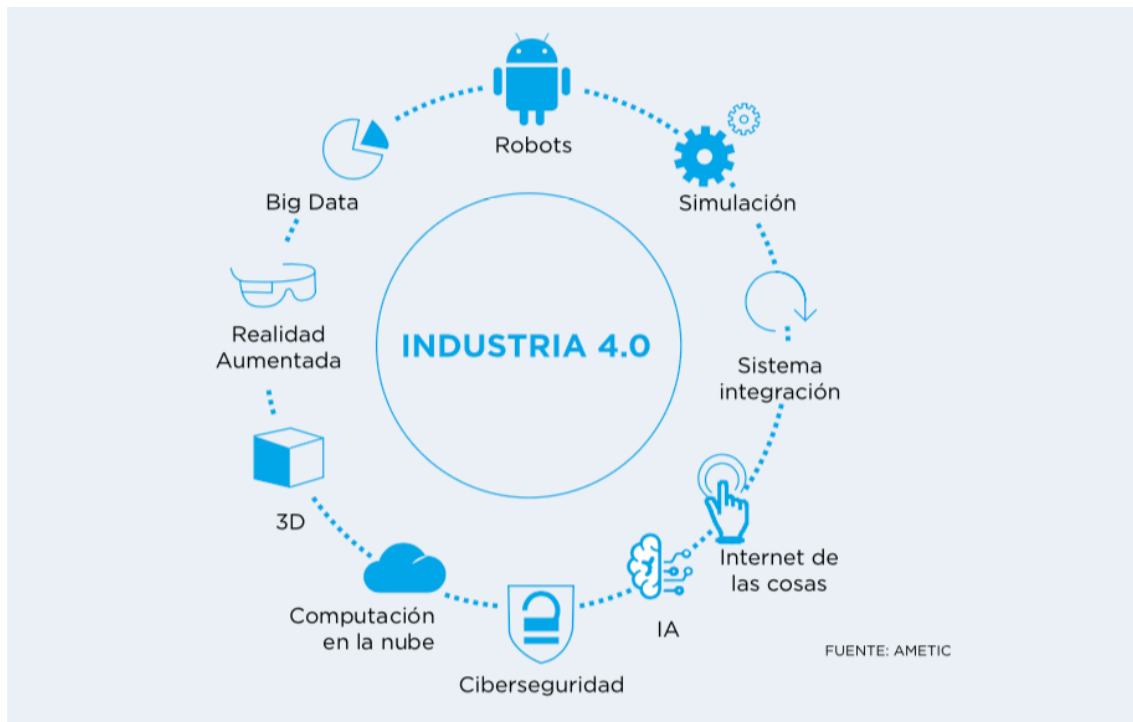 Robots
Simulación
Big Data
Realidad
Aumentada
INDUSTRIA 4.0
Sistema
integración
3D
Internet de
las cosas
Computación
en la nube
IA
Ciberseguridad
FUENTE: AMETIC